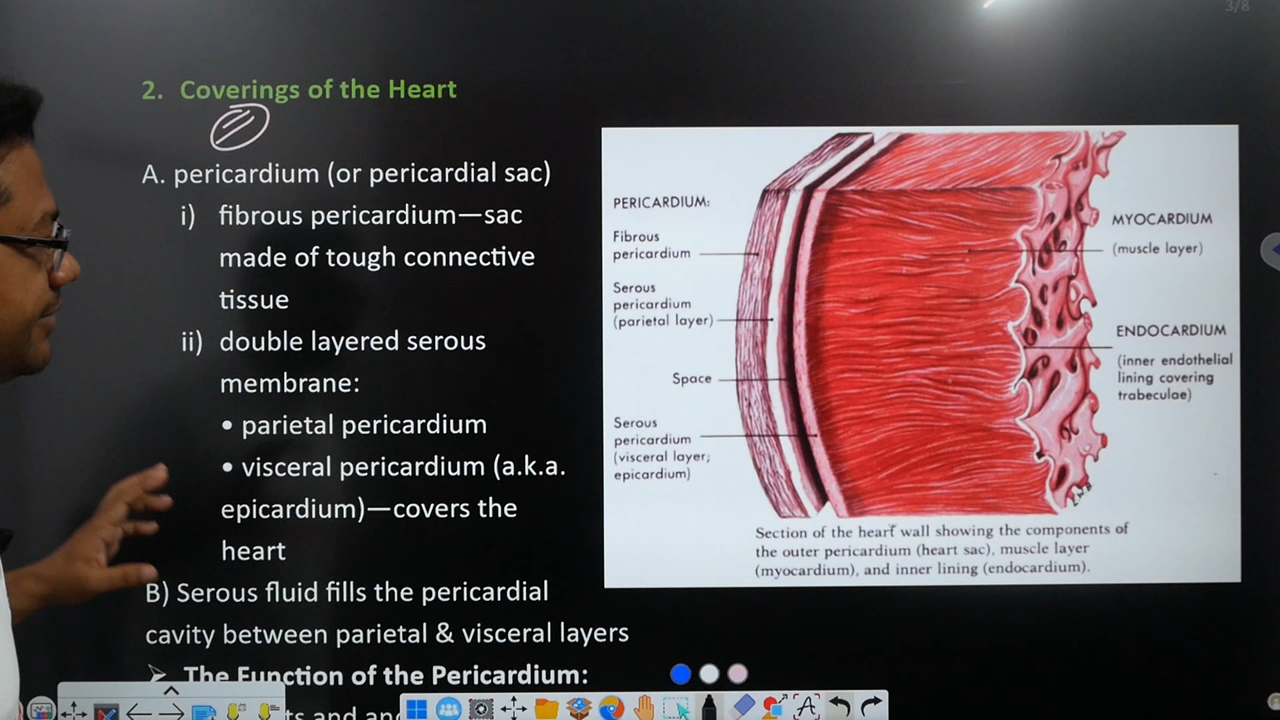 3/8
2. Coverings of the Heart
A. pericardium (or pericardial sac)
i) fibrous pericardium—sac
made of tough connective
tissue
ii) double layered serous
membrane:
• parietal pericardium
• visceral pericardium (a.k.a.
epicardium)—covers the
heart
B) Serous fluid fills the pericardial
cavity between parietal & visceral layers
➢ The Function of the Pericardium:
PERICARDIUM:
Fibrous
pericardium
Serous
pericardium
(parietal layer)
Space
Serous
pericardium
(visceral layer;
epicardium)
MYOCARDIUM
(muscle layer)
ENDOCARDIUM
(inner endothelial
lining covering
trabeculae)
Section of the heart wall showing the components of
the outer pericardium (heart sac), muscle layer
(myocardium), and inner lining (endocardium).